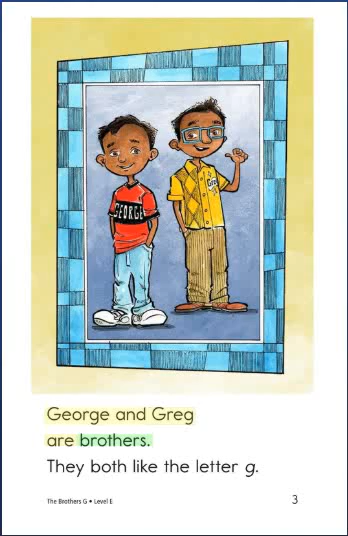 GEORGE
George and Greg
are brothers.
They both like the letter g.
The Brothers G • Level E
3